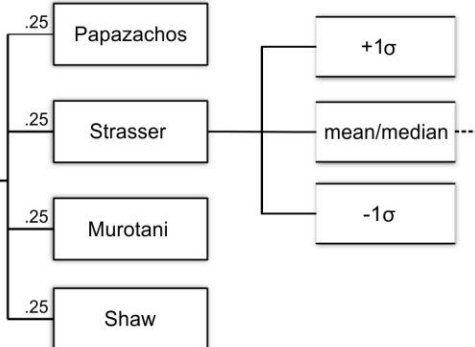 .25
Papazachos
+1σ
.25
Strasser
mean/median
-1σ
.25
Murotani
.25
Shaw